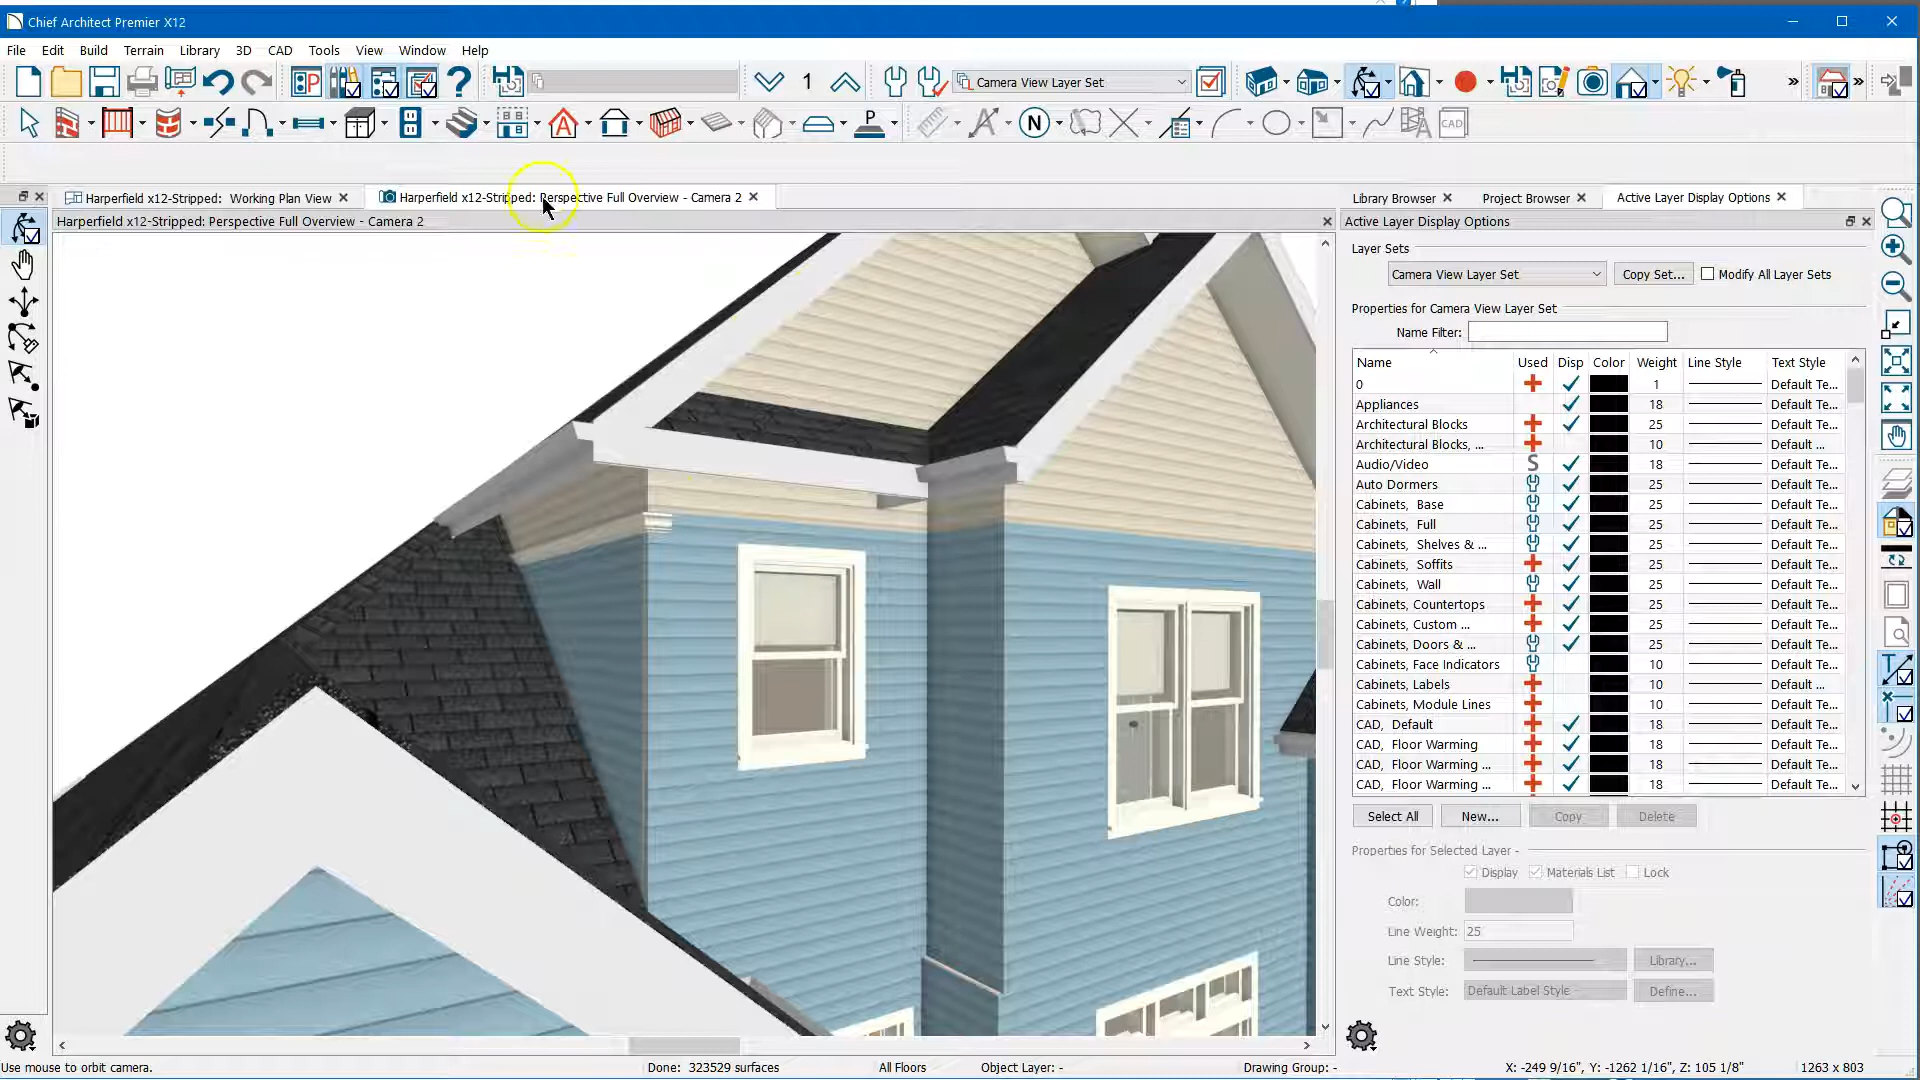 Chief Architect Premier X12
File Edit Build Terrain Library 3D CAD Tools View Window Help
1 Camera View Layer Set
N P CAD
Harperfield x12-Stripped: Working Plan View
Harperfield x12-Stripped: Perspective Full Overview - Camera 2
Library Browser Project Browser Active Layer Display Options
Harperfield x12-Stripped: Perspective Full Overview - Camera 2
Active Layer Display Options
Layer Sets
Camera View Layer Set Copy Set... Modify All Layer Sets
Properties for Camera View Layer Set
Name Filter:
Name Used Disp Color Weight Line Style Text Style
0 1 Default Te...
Appliances 18 Default Te...
Architectural Blocks 25 Default Te...
Architectural Blocks, ... 10 Default ...
Audio/Video S 18 Default Te...
Auto Dormers 25 Default Te...
Cabinets, Base 25 Default Te...
Cabinets, Full 25 Default Te...
Cabinets, Shelves & ... 25 Default Te...
Cabinets, Soffits 25 Default Te...
Cabinets, Wall 25 Default Te...
Cabinets, Countertops 25 Default Te...
Cabinets, Custom ... 25 Default Te...
Cabinets, Doors & ... 25 Default Te...
Cabinets, Face Indicators 10 Default Te...
Cabinets, Labels 10 Default ...
Cabinets, Module Lines 10 Default Te...
CAD, Default 18 Default Te...
CAD, Floor Warming 18 Default Te...
CAD, Floor Warming ... 18 Default Te...
CAD, Floor Warming ... 18 Default Te...
Select All New... Copy Delete
Properties for Selected Layer -
Display Materials List Lock
Color:
Line Weight: 25
Line Style: Library...
Text Style: Default Label Style Define...
Use mouse to orbit camera. Done: 323529 surfaces All Floors Object Layer: - Drawing Group: - X: -249 9/16", Y: -1262 1/16", Z: 105 1/8" 1263 x 803